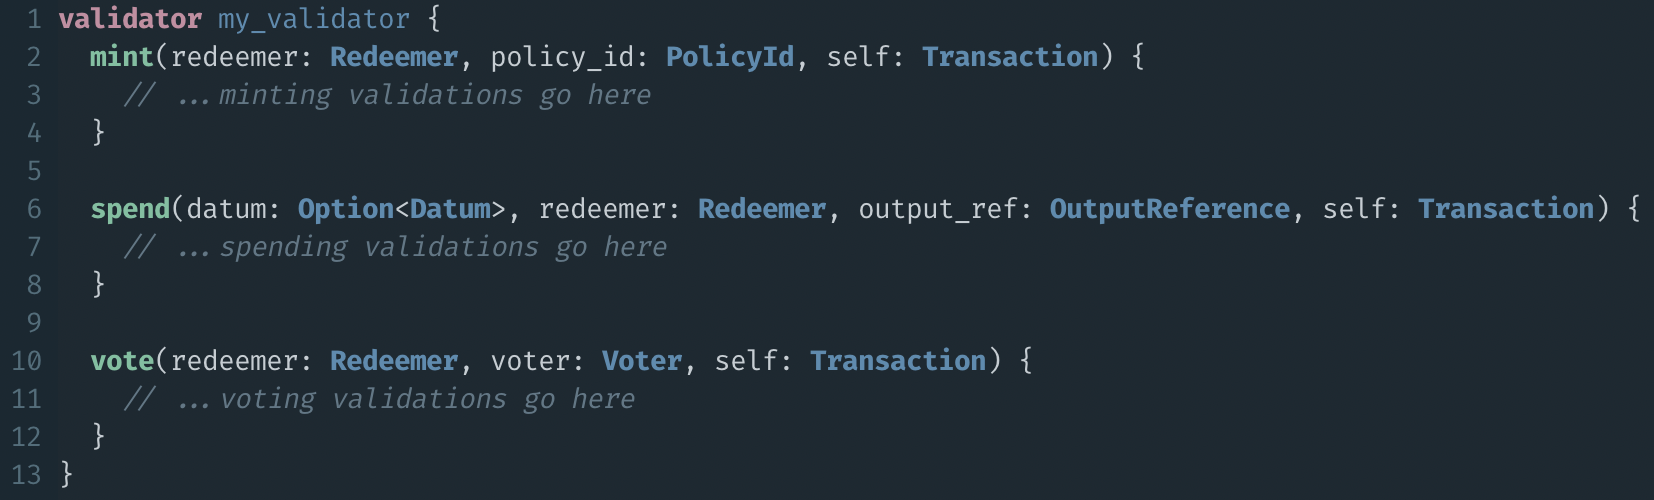 1 validator my_validator {
2   mint(redeemer: Redeemer, policy_id: PolicyId, self: Transaction) {
3     // ...minting validations go here
4   }
5
6   spend(datum: Option<Datum>, redeemer: Redeemer, output_ref: OutputReference, self: Transaction) {
7     // ...spending validations go here
8   }
9
10   vote(redeemer: Redeemer, voter: Voter, self: Transaction) {
11     // ...voting validations go here
12   }
13 }